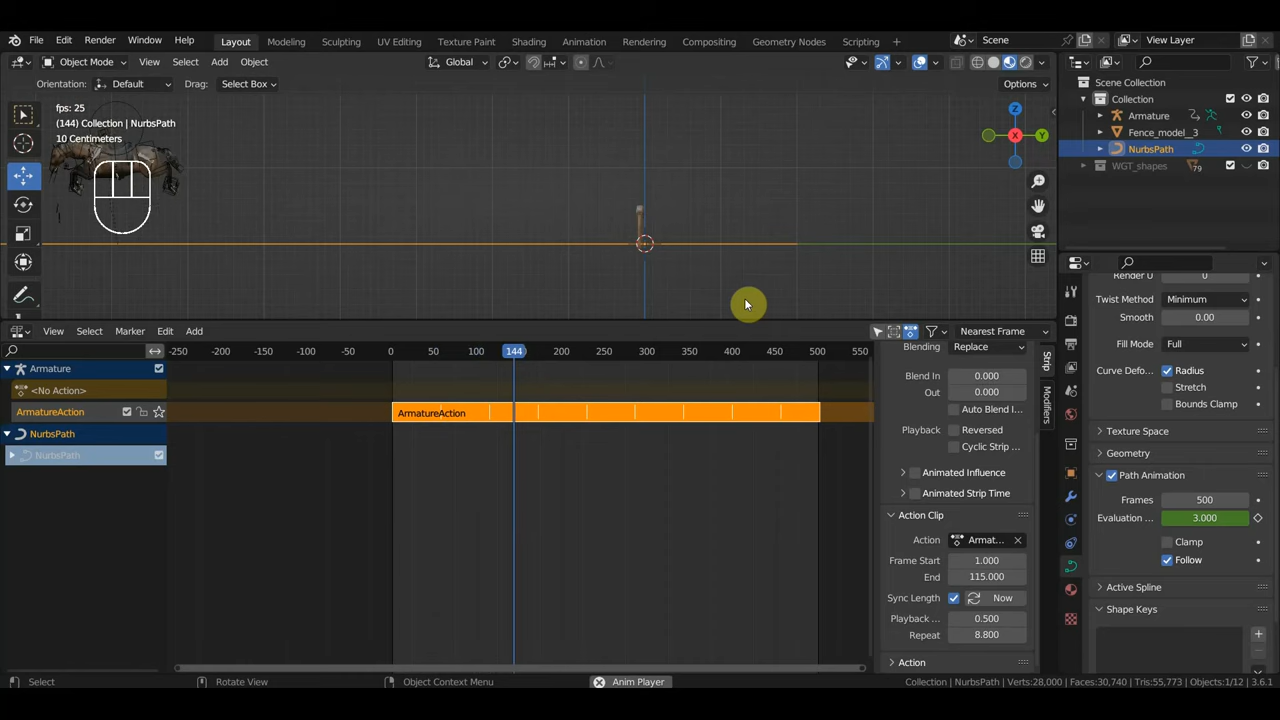 File Edit Render Window Help Layout Modeling Sculpting UV Editing Texture Paint Shading Animation Rendering Compositing Geometry Nodes Scripting + Scene View Layer
Object Mode View Select Add Object Global
Orientation: Default Drag: Select Box Options
fps: 25
(144) Collection | NurbsPath
10 Centimeters
Z
X
Y
Scene Collection
Collection
Armature
Fence_model_3
NurbsPath
WGT_shapes 79
View Select Marker Edit Add Nearest Frame
-250 -200 -150 -100 -50 0 50 144 200 250 300 350 400 450 500 550
Armature
<No Action>
ArmatureAction
ArmatureAction
NurbsPath
NurbsPath
Blending Replace
Blend In 0.000
Out 0.000
Auto Blend I...
Playback Reversed
Cyclic Strip ...
Animated Influence
Animated Strip Time
Action Clip
Action Armat...
Frame Start 1.000
End 115.000
Sync Length Now
Playback ... 0.500
Repeat 8.800
Action
Strip
Modifiers
Render U 0
Twist Method Minimum
Smooth 0.00
Fill Mode Full
Curve Defo... Radius
Stretch
Bounds Clamp
Texture Space
Geometry
Path Animation
Frames 500
Evaluation ... 3.000
Clamp
Follow
Active Spline
Shape Keys
Select Rotate View Object Context Menu Anim Player Collection | NurbsPath | Verts:28,000 | Faces:30,740 | Tris:55,773 | Objects:1/12 | 3.6.1